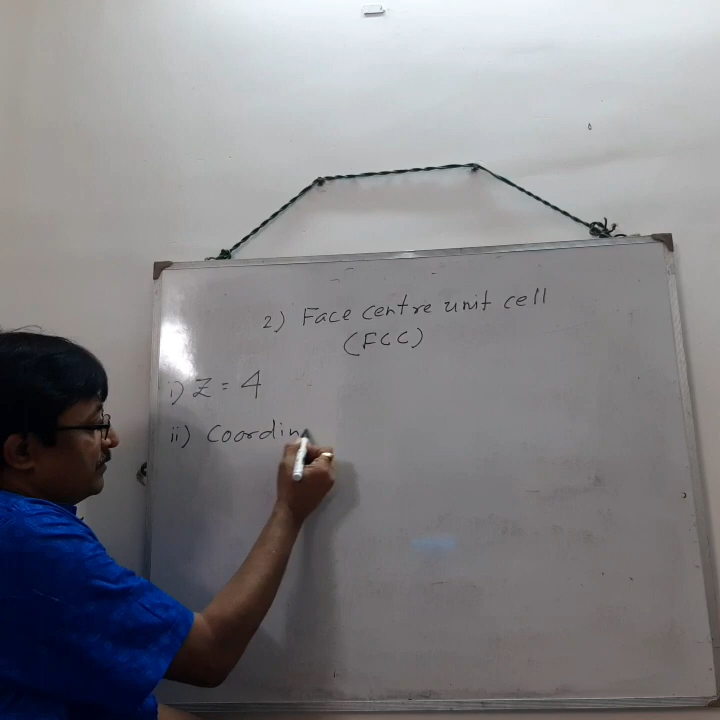 2) Face centre unit cell
(FCC)
i) Z = 4
ii) Coordin